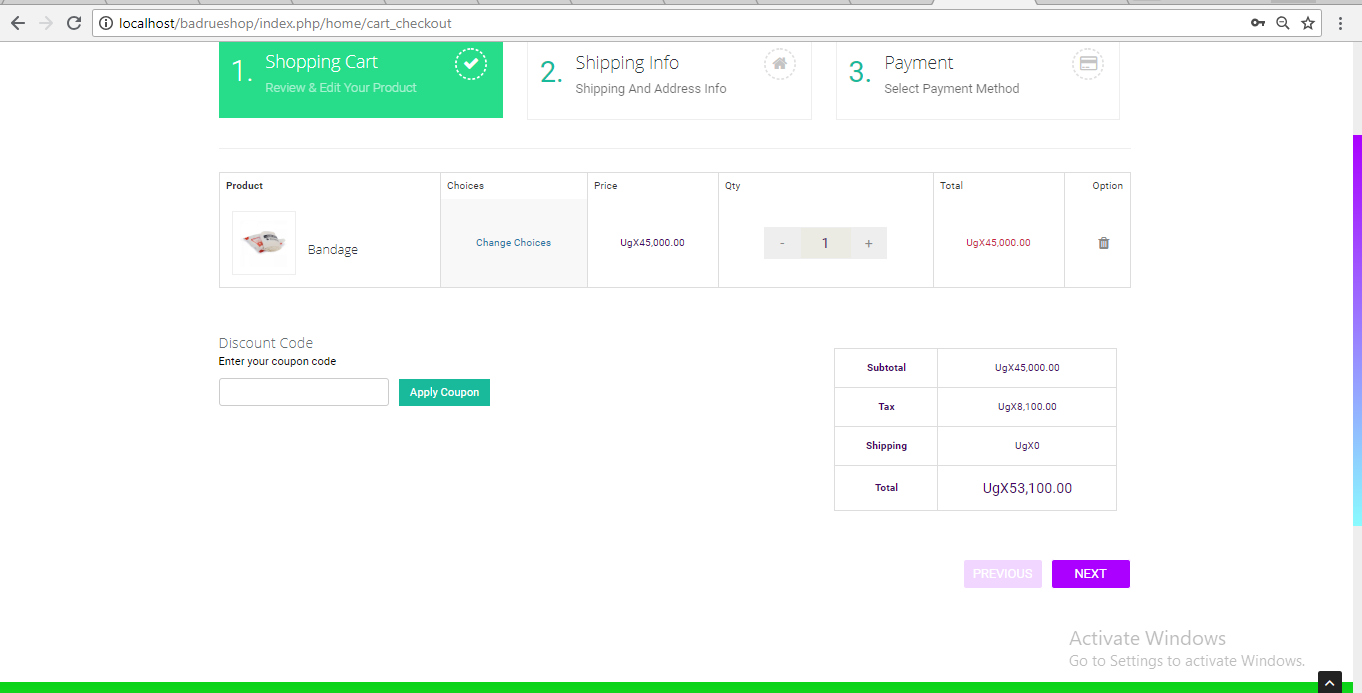 localhost/badrueshop/index.php/home/cart_checkout
1.
Shopping Cart
Review & Edit Your Product
2.
Shipping Info
Shipping And Address Info
3.
Payment
Select Payment Method
Product
Choices
Price
Qty
Total
Option
Bandage
Change Choices
UgX45,000.00
- 1 +
UgX45,000.00
Discount Code
Enter your coupon code
Apply Coupon
Subtotal UgX45,000.00
Tax UgX8,100.00
Shipping UgX0
Total UgX53,100.00
PREVIOUS
NEXT
Activate Windows
Go to Settings to activate Windows.